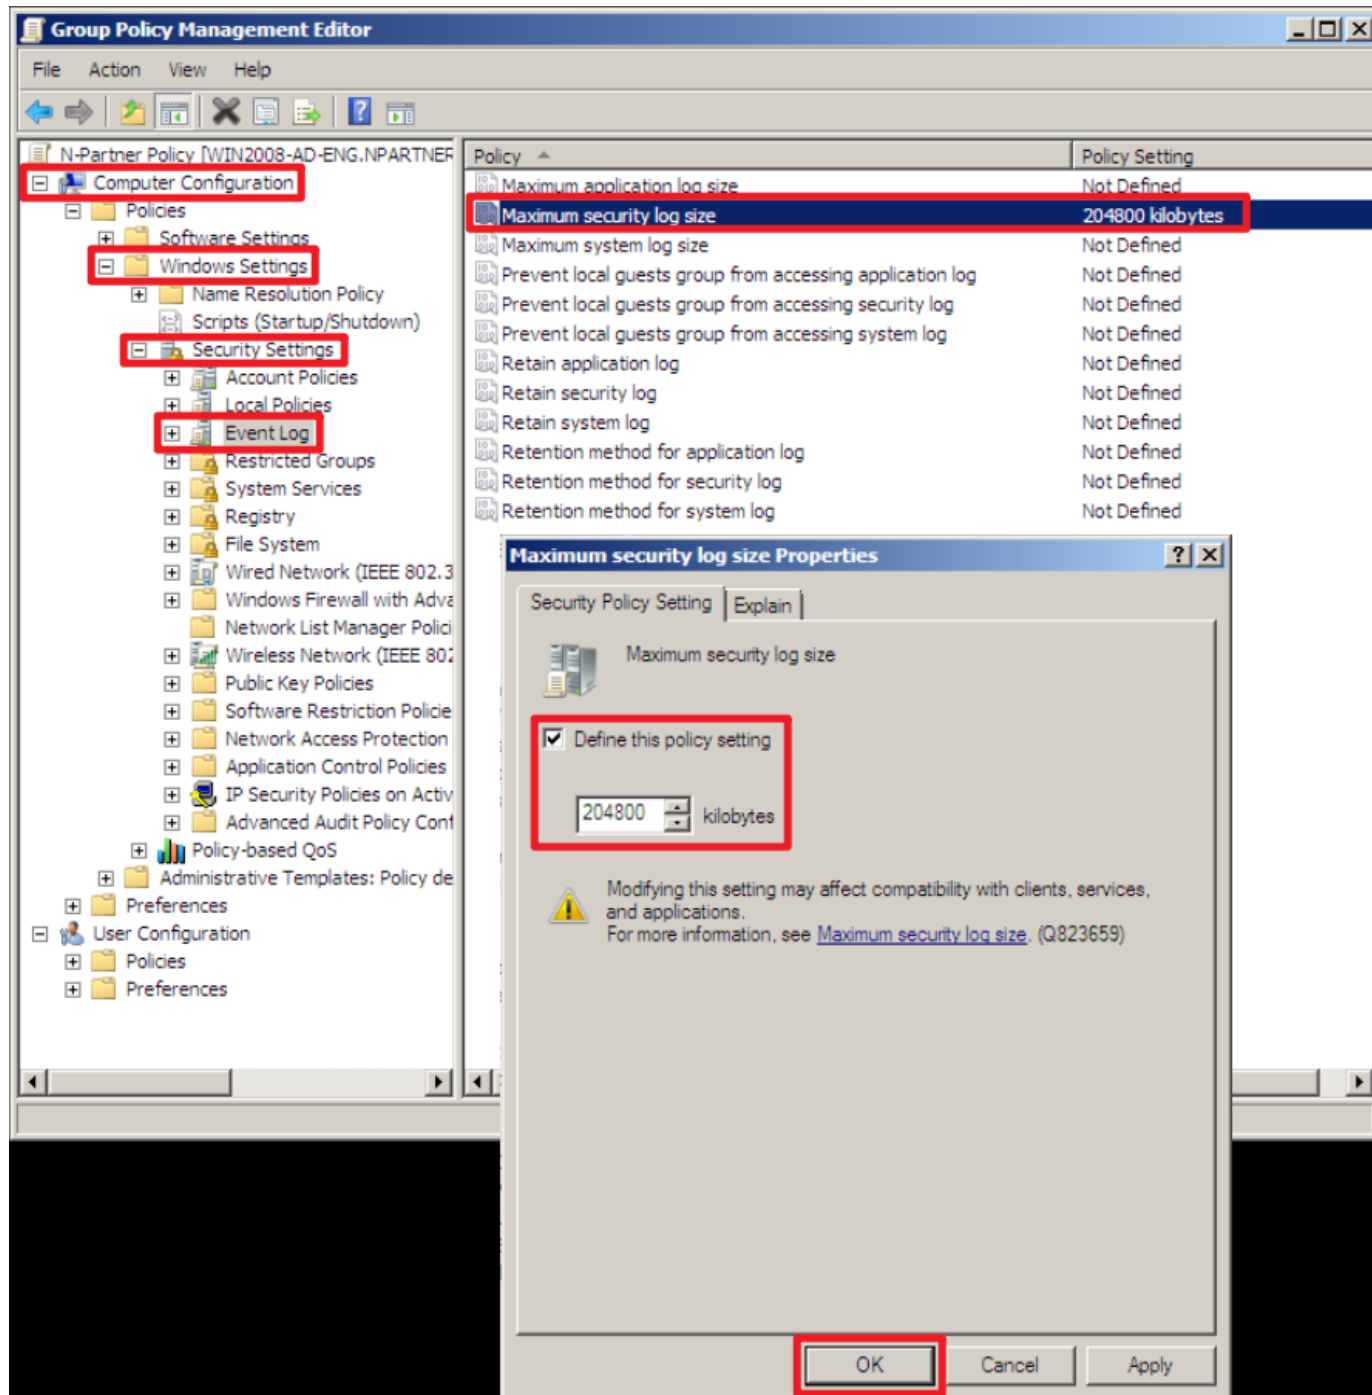 Group Policy Management Editor
File Action View Help
N-Partner Policy [WIN2008-AD-ENG.NPARTNER
Computer Configuration
Policies
Software Settings
Windows Settings
Name Resolution Policy
Scripts (Startup/Shutdown)
Security Settings
Account Policies
Local Policies
Event Log
Restricted Groups
System Services
Registry
File System
Wired Network (IEEE 802.3
Windows Firewall with Adva
Network List Manager Polici
Wireless Network (IEEE 802
Public Key Policies
Software Restriction Policie
Network Access Protection
Application Control Policies
IP Security Policies on Activ
Advanced Audit Policy Conf
Policy-based QoS
Administrative Templates: Policy de
Preferences
User Configuration
Policies
Preferences
Policy Policy Setting
Maximum application log size Not Defined
Maximum security log size 204800 kilobytes
Maximum system log size Not Defined
Prevent local guests group from accessing application log Not Defined
Prevent local guests group from accessing security log Not Defined
Prevent local guests group from accessing system log Not Defined
Retain application log Not Defined
Retain security log Not Defined
Retain system log Not Defined
Retention method for application log Not Defined
Retention method for security log Not Defined
Retention method for system log Not Defined
Maximum security log size Properties
Security Policy Setting Explain
Maximum security log size
Define this policy setting
204800 kilobytes
Modifying this setting may affect compatibility with clients, services,
and applications.
For more information, see Maximum security log size. (Q823659)
OK Cancel Apply